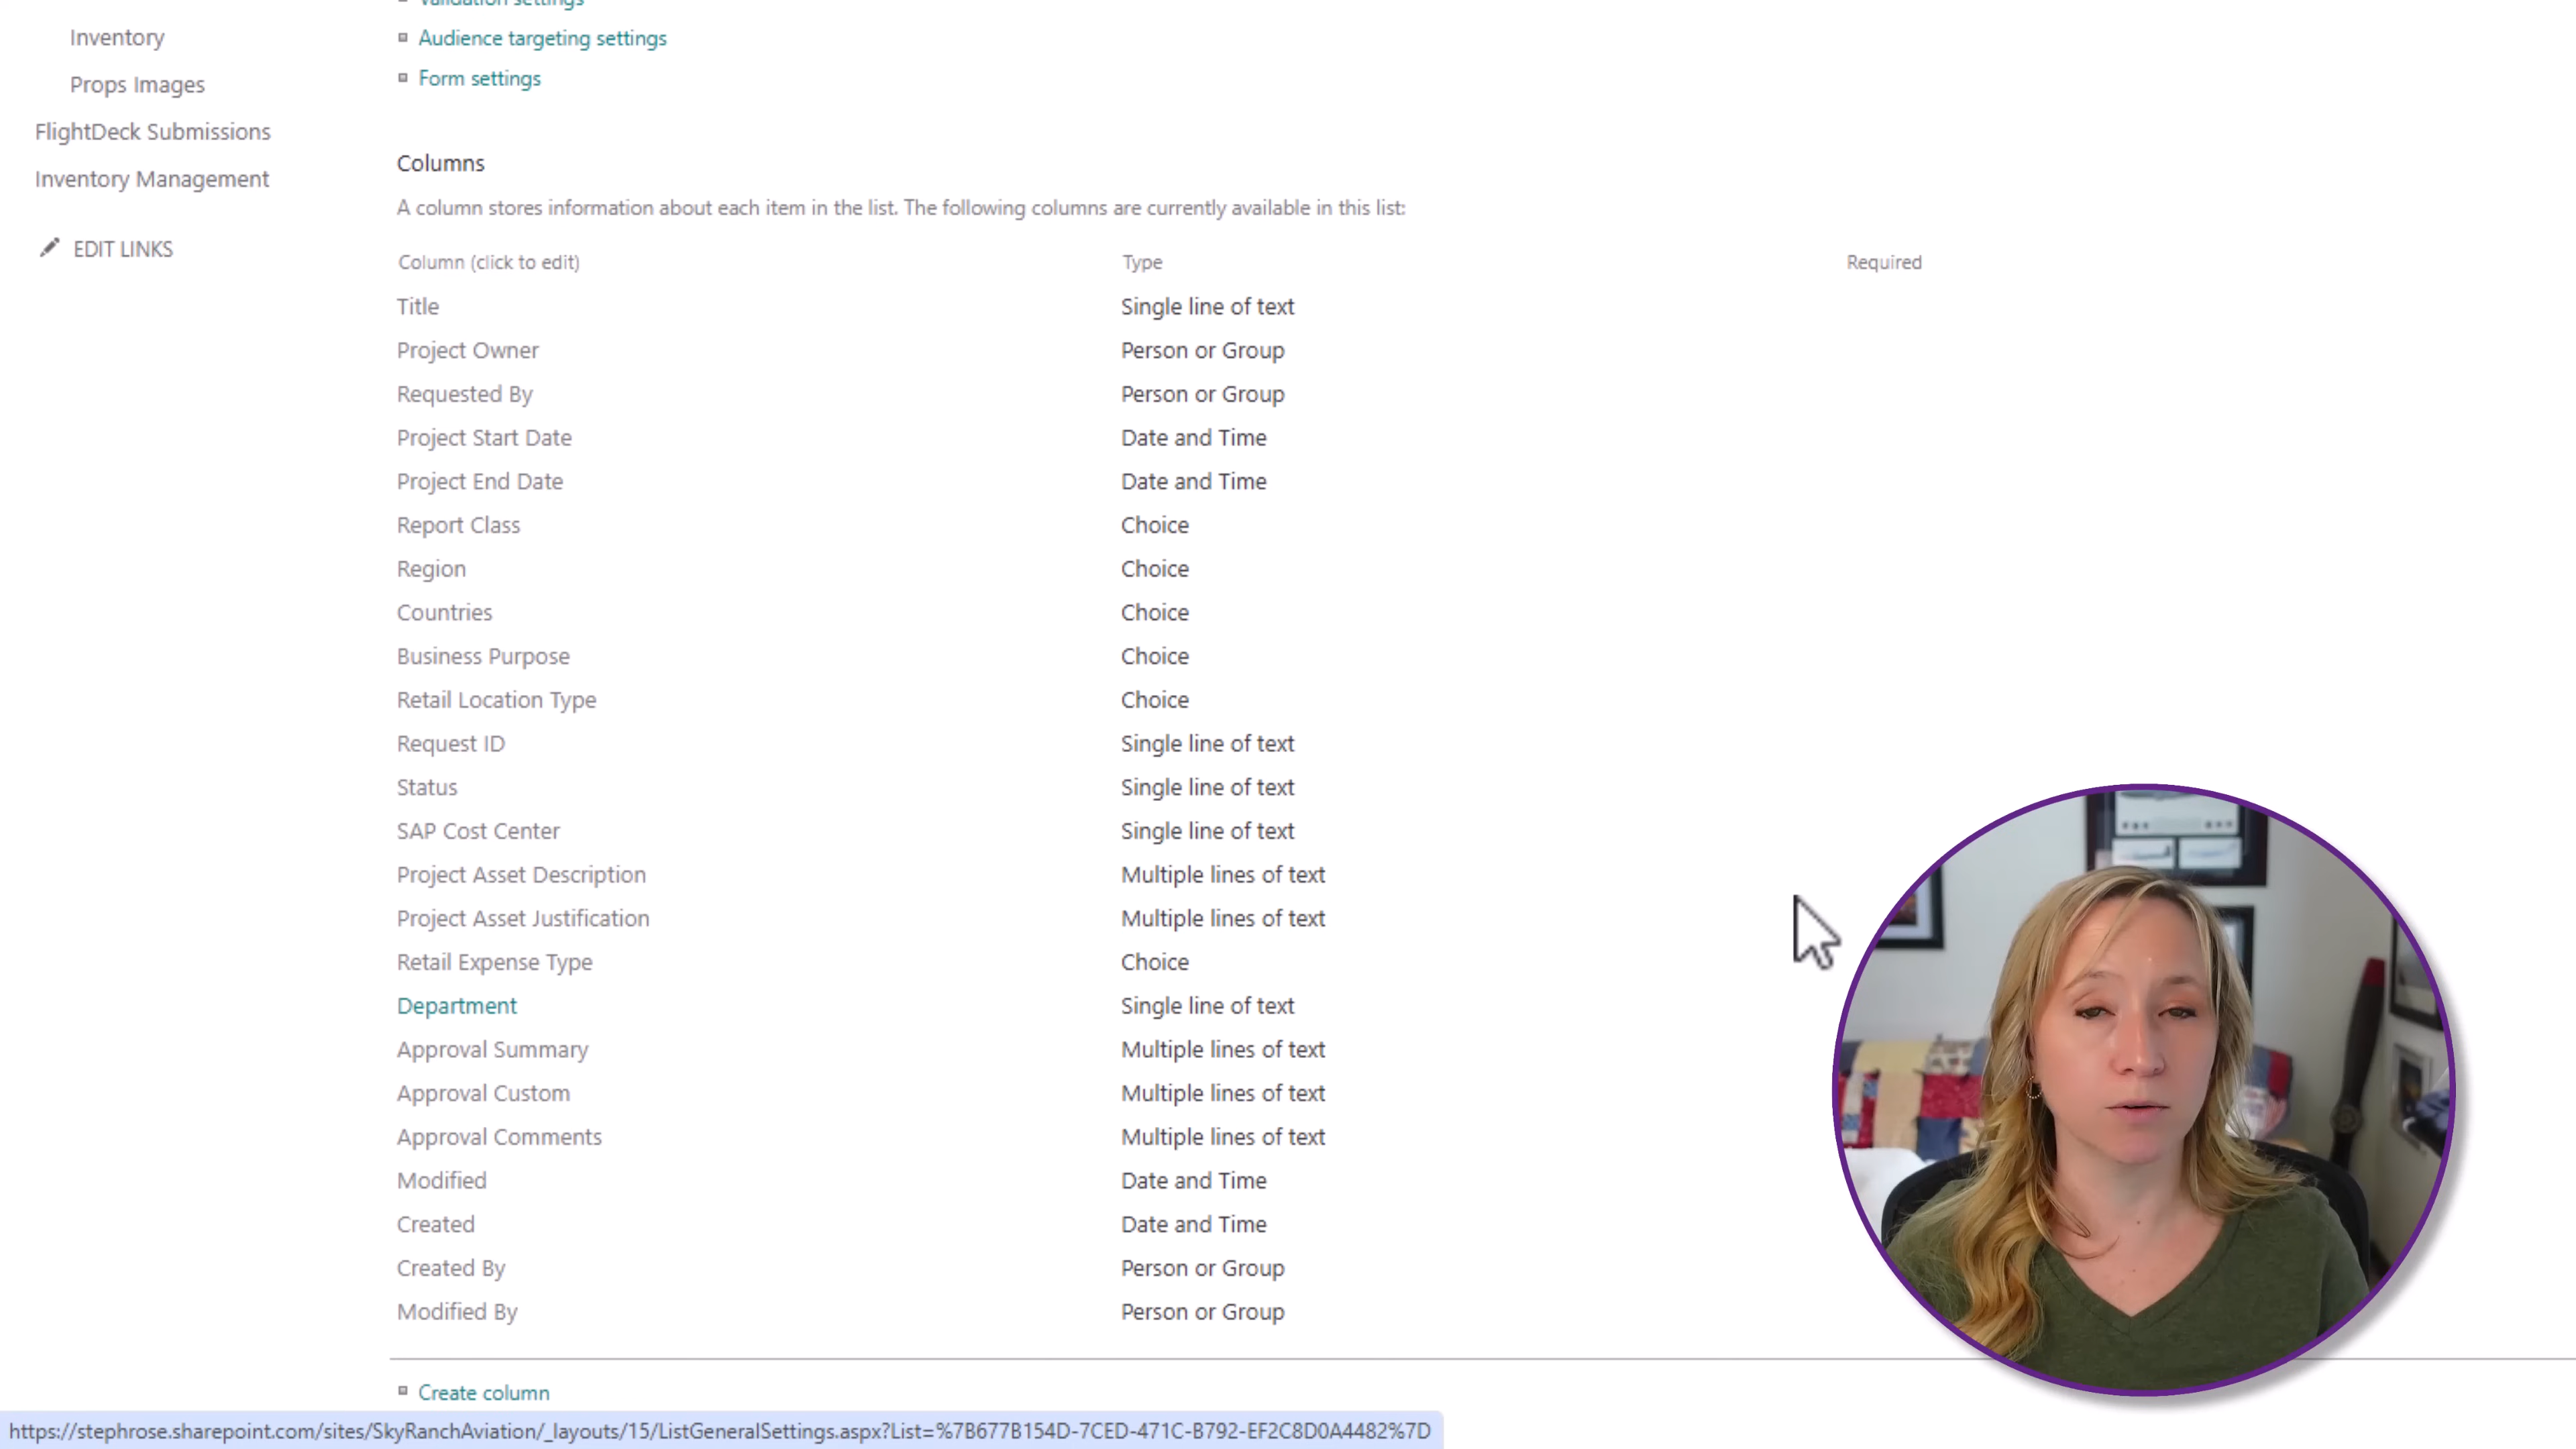 Validation settings
Inventory
Audience targeting settings
Props Images
Form settings
FlightDeck Submissions
Inventory Management
EDIT LINKS
Columns
A column stores information about each item in the list. The following columns are currently available in this list:
Column (click to edit) Type Required
Title Single line of text
Project Owner Person or Group
Requested By Person or Group
Project Start Date Date and Time
Project End Date Date and Time
Report Class Choice
Region Choice
Countries Choice
Business Purpose Choice
Retail Location Type Choice
Request ID Single line of text
Status Single line of text
SAP Cost Center Single line of text
Project Asset Description Multiple lines of text
Project Asset Justification Multiple lines of text
Retail Expense Type Choice
Department Single line of text
Approval Summary Multiple lines of text
Approval Custom Multiple lines of text
Approval Comments Multiple lines of text
Modified Date and Time
Created Date and Time
Created By Person or Group
Modified By Person or Group
Create column
https://stephrose.sharepoint.com/sites/SkyRanchAviation/_layouts/15/ListGeneralSettings.aspx?List=%7B677B154D-7CED-471C-B792-EF2C8D0A4482%7D